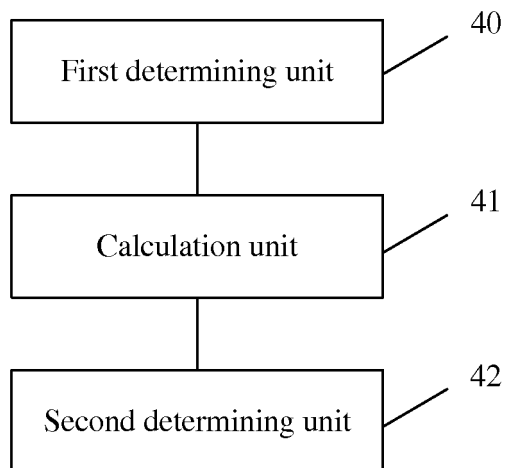 40
First determining unit
41
Calculation unit
42
Second determining unit